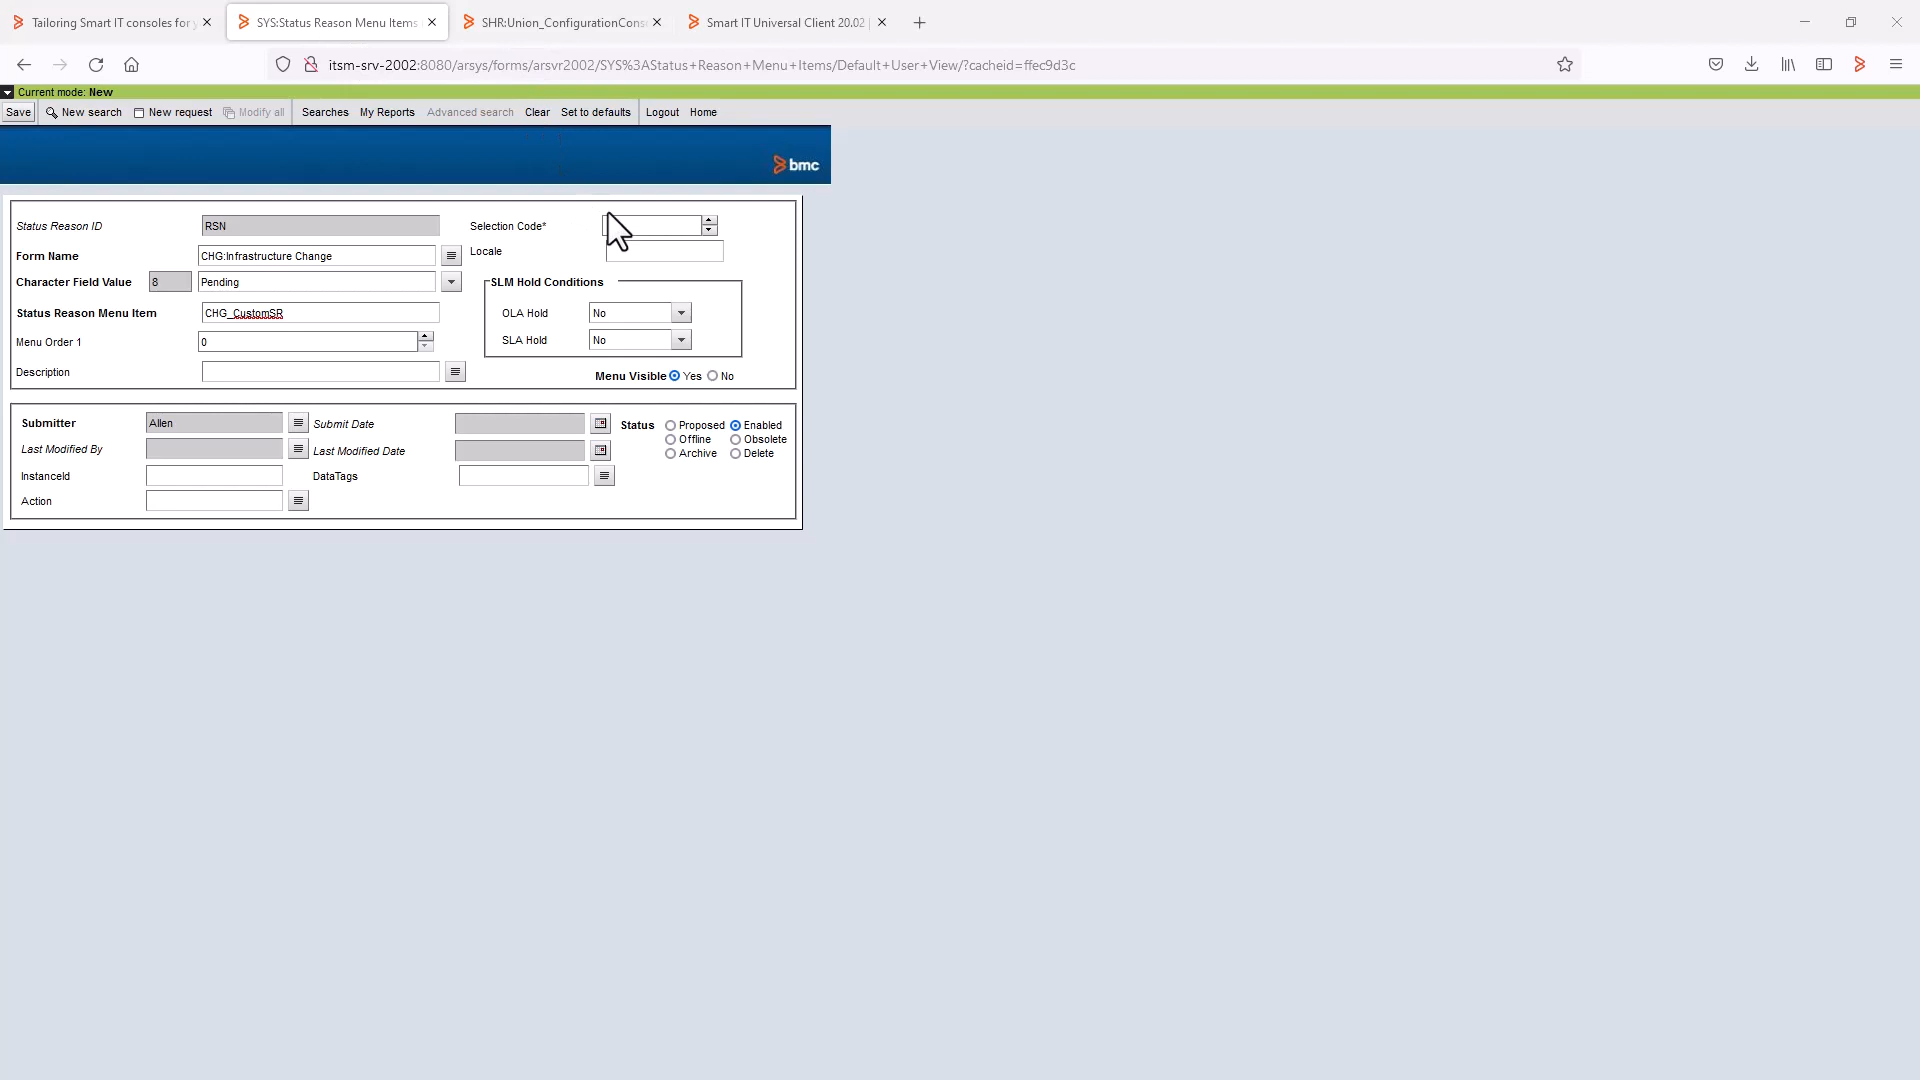 Tailoring Smart IT consoles for y
SYS:Status Reason Menu Items
SHR:Union_ConfigurationCons
Smart IT Universal Client 20.02
itsm-srv-2002:8080/arsys/forms/arsvr2002/SYS%3AStatus+Reason+Menu+Items/Default+User+View/?cacheid=ffec9d3c
Current mode: New
Save New search New request Modify all Searches My Reports Advanced search Clear Set to defaults Logout Home
bmc
Status Reason ID RSN Selection Code*
Form Name CHG:Infrastructure Change Locale
Character Field Value 8 Pending SLM Hold Conditions
Status Reason Menu Item CHG_CustomSR OLA Hold No
Menu Order 1 0 SLA Hold No
Description Menu Visible Yes No
Submitter Allen Submit Date Status Proposed Enabled
Offline Obsolete
Last Modified By Last Modified Date Archive Delete
InstanceId DataTags
Action